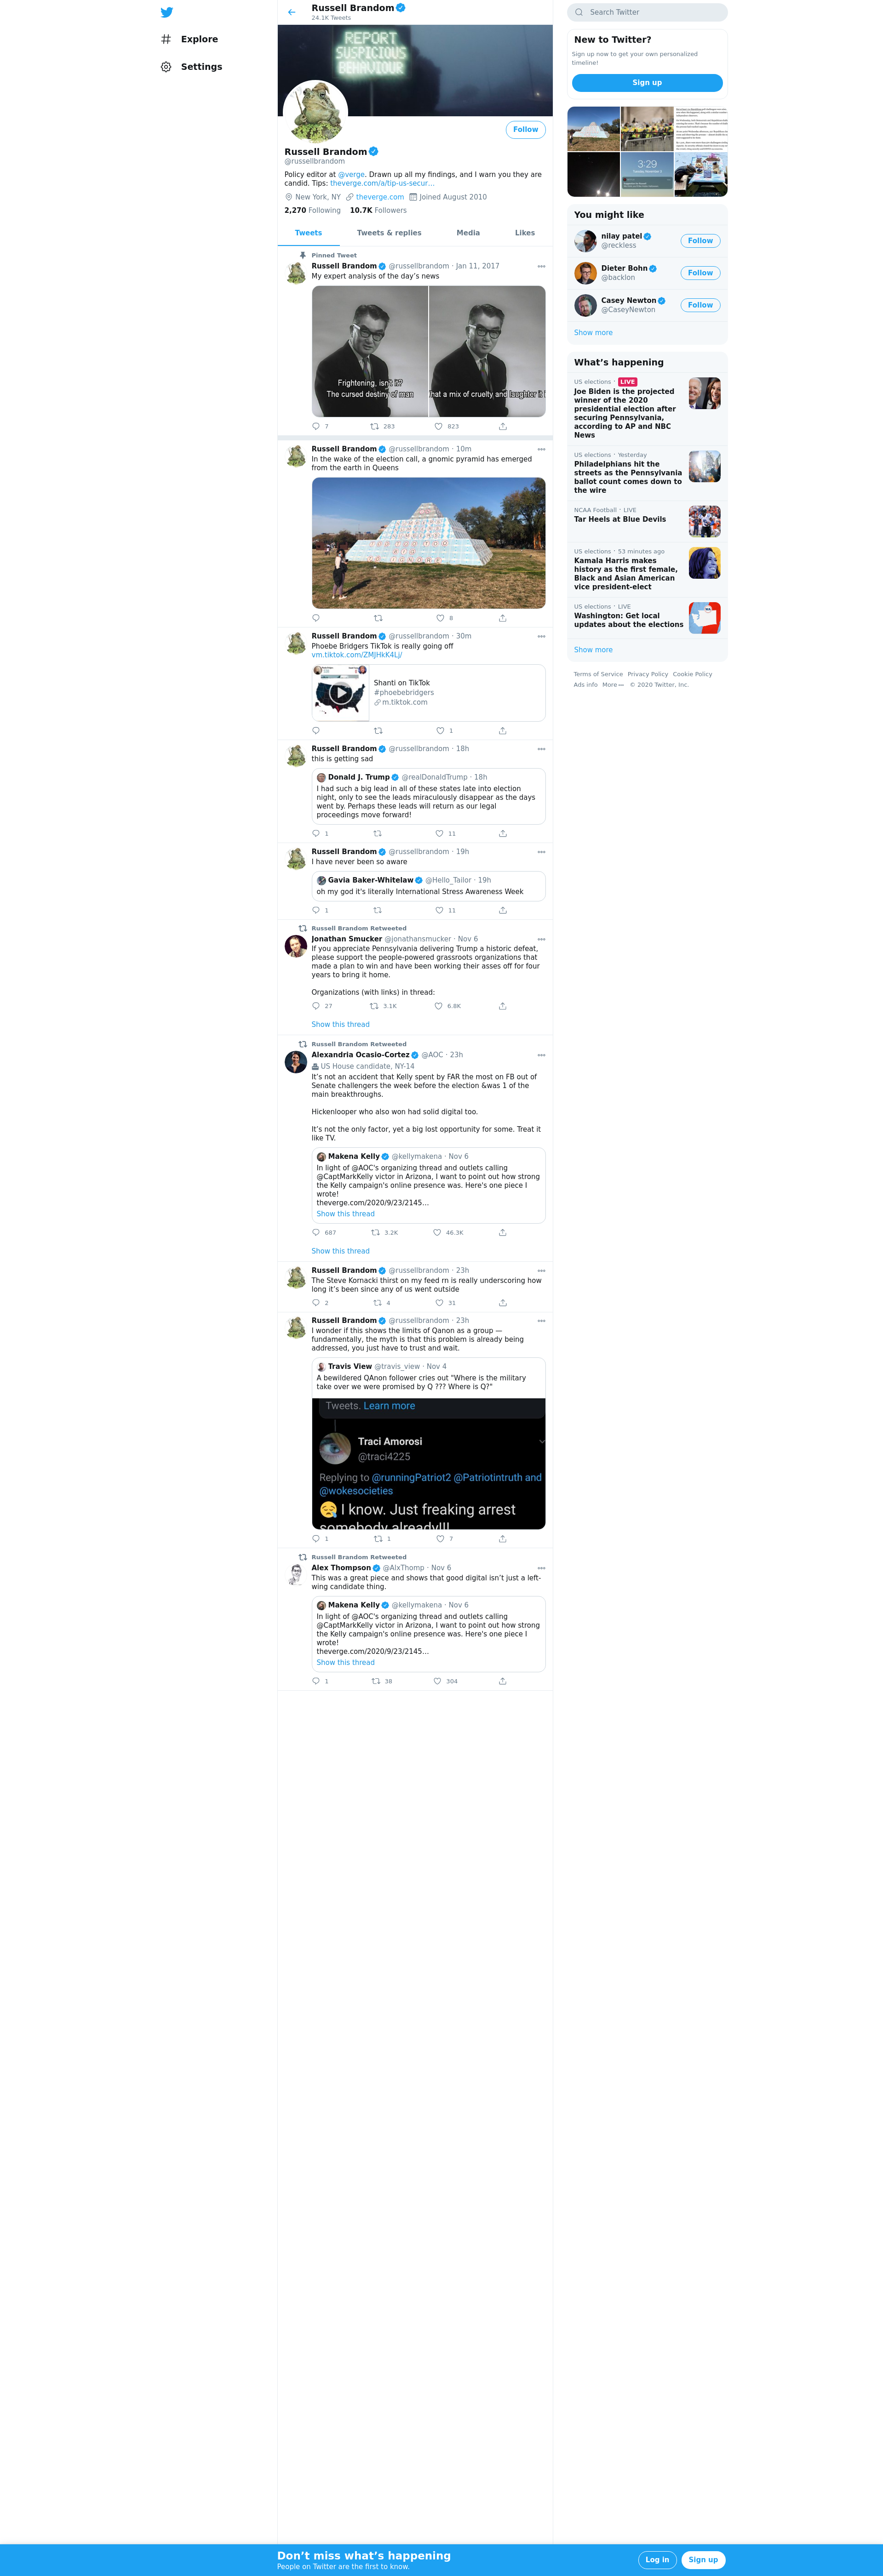 Explore
Settings
Russell Brandom
24.1K Tweets
REPORT
SUSPICIOUS
BEHAVIOUR
Follow
Russell Brandom
@russellbrandom
Policy editor at @verge. Drawn up all my findings, and I warn you they are
candid. Tips: theverge.com/a/tip-us-secur…
New York, NY theverge.com Joined August 2010
2,270 Following 10.7K Followers
Tweets Tweets & replies Media Likes
Pinned Tweet
Russell Brandom @russellbrandom · Jan 11, 2017
My expert analysis of the day’s news
Frightening, isn't it?
The cursed destiny of man
that a mix of cruelty and laughter it i
7 283 823
Russell Brandom @russellbrandom · 10m
In the wake of the election call, a gnomic pyramid has emerged
from the earth in Queens
8
Russell Brandom @russellbrandom · 30m
Phoebe Bridgers TikTok is really going off
vm.tiktok.com/ZMJHkK4Lj/
Shanti on TikTok
#phoebebridgers
m.tiktok.com
1
Russell Brandom @russellbrandom · 18h
this is getting sad
Donald J. Trump @realDonaldTrump · 18h
I had such a big lead in all of these states late into election
night, only to see the leads miraculously disappear as the days
went by. Perhaps these leads will return as our legal
proceedings move forward!
1 11
Russell Brandom @russellbrandom · 19h
I have never been so aware
Gavia Baker-Whitelaw @Hello_Tailor · 19h
oh my god it's literally International Stress Awareness Week
1 11
Russell Brandom Retweeted
Jonathan Smucker @jonathansmucker · Nov 6
If you appreciate Pennsylvania delivering Trump a historic defeat,
please support the people-powered grassroots organizations that
made a plan to win and have been working their asses off for four
years to bring it home.
Organizations (with links) in thread:
27 3.1K 6.8K
Show this thread
Russell Brandom Retweeted
Alexandria Ocasio-Cortez @AOC · 23h
US House candidate, NY-14
It’s not an accident that Kelly spent by FAR the most on FB out of
Senate challengers the week before the election &was 1 of the
main breakthroughs.
Hickenlooper who also won had solid digital too.
It’s not the only factor, yet a big lost opportunity for some. Treat it
like TV.
Makena Kelly @kellymakena · Nov 6
In light of @AOC's organizing thread and outlets calling
@CaptMarkKelly victor in Arizona, I want to point out how strong
the Kelly campaign's online presence was. Here's one piece I
wrote!
theverge.com/2020/9/23/2145…
Show this thread
687 3.2K 46.3K
Show this thread
Russell Brandom @russellbrandom · 23h
The Steve Kornacki thirst on my feed rn is really underscoring how
long it’s been since any of us went outside
2 4 31
Russell Brandom @russellbrandom · 23h
I wonder if this shows the limits of Qanon as a group —
fundamentally, the myth is that this problem is already being
addressed, you just have to trust and wait.
Travis View @travis_view · Nov 4
A bewildered QAnon follower cries out "Where is the military
take over we were promised by Q ??? Where is Q?"
Tweets. Learn more
Traci Amorosi
@traci4225
Replying to @runningPatriot2 @Patriotintruth and
@wokesocieties
I know. Just freaking arrest
somebody already!!!
1 1 7
Russell Brandom Retweeted
Alex Thompson @AlxThomp · Nov 6
This was a great piece and shows that good digital isn’t just a left-
wing candidate thing.
Makena Kelly @kellymakena · Nov 6
In light of @AOC's organizing thread and outlets calling
@CaptMarkKelly victor in Arizona, I want to point out how strong
the Kelly campaign's online presence was. Here's one piece I
wrote!
theverge.com/2020/9/23/2145…
Show this thread
1 38 304
Search Twitter
New to Twitter?
Sign up now to get your own personalized
timeline!
Sign up
3:29
You might like
nilay patel
@reckless
Follow
Dieter Bohn
@backlon
Follow
Casey Newton
@CaseyNewton
Follow
Show more
What’s happening
US elections · LIVE
Joe Biden is the projected
winner of the 2020
presidential election after
securing Pennsylvania,
according to AP and NBC
News
US elections · Yesterday
Philadelphians hit the
streets as the Pennsylvania
ballot count comes down to
the wire
NCAA Football · LIVE
Tar Heels at Blue Devils
US elections · 53 minutes ago
Kamala Harris makes
history as the first female,
Black and Asian American
vice president-elect
US elections · LIVE
Washington: Get local
updates about the elections
Show more
Terms of Service Privacy Policy Cookie Policy
Ads info More © 2020 Twitter, Inc.
Don’t miss what’s happening
People on Twitter are the first to know.
Log in
Sign up